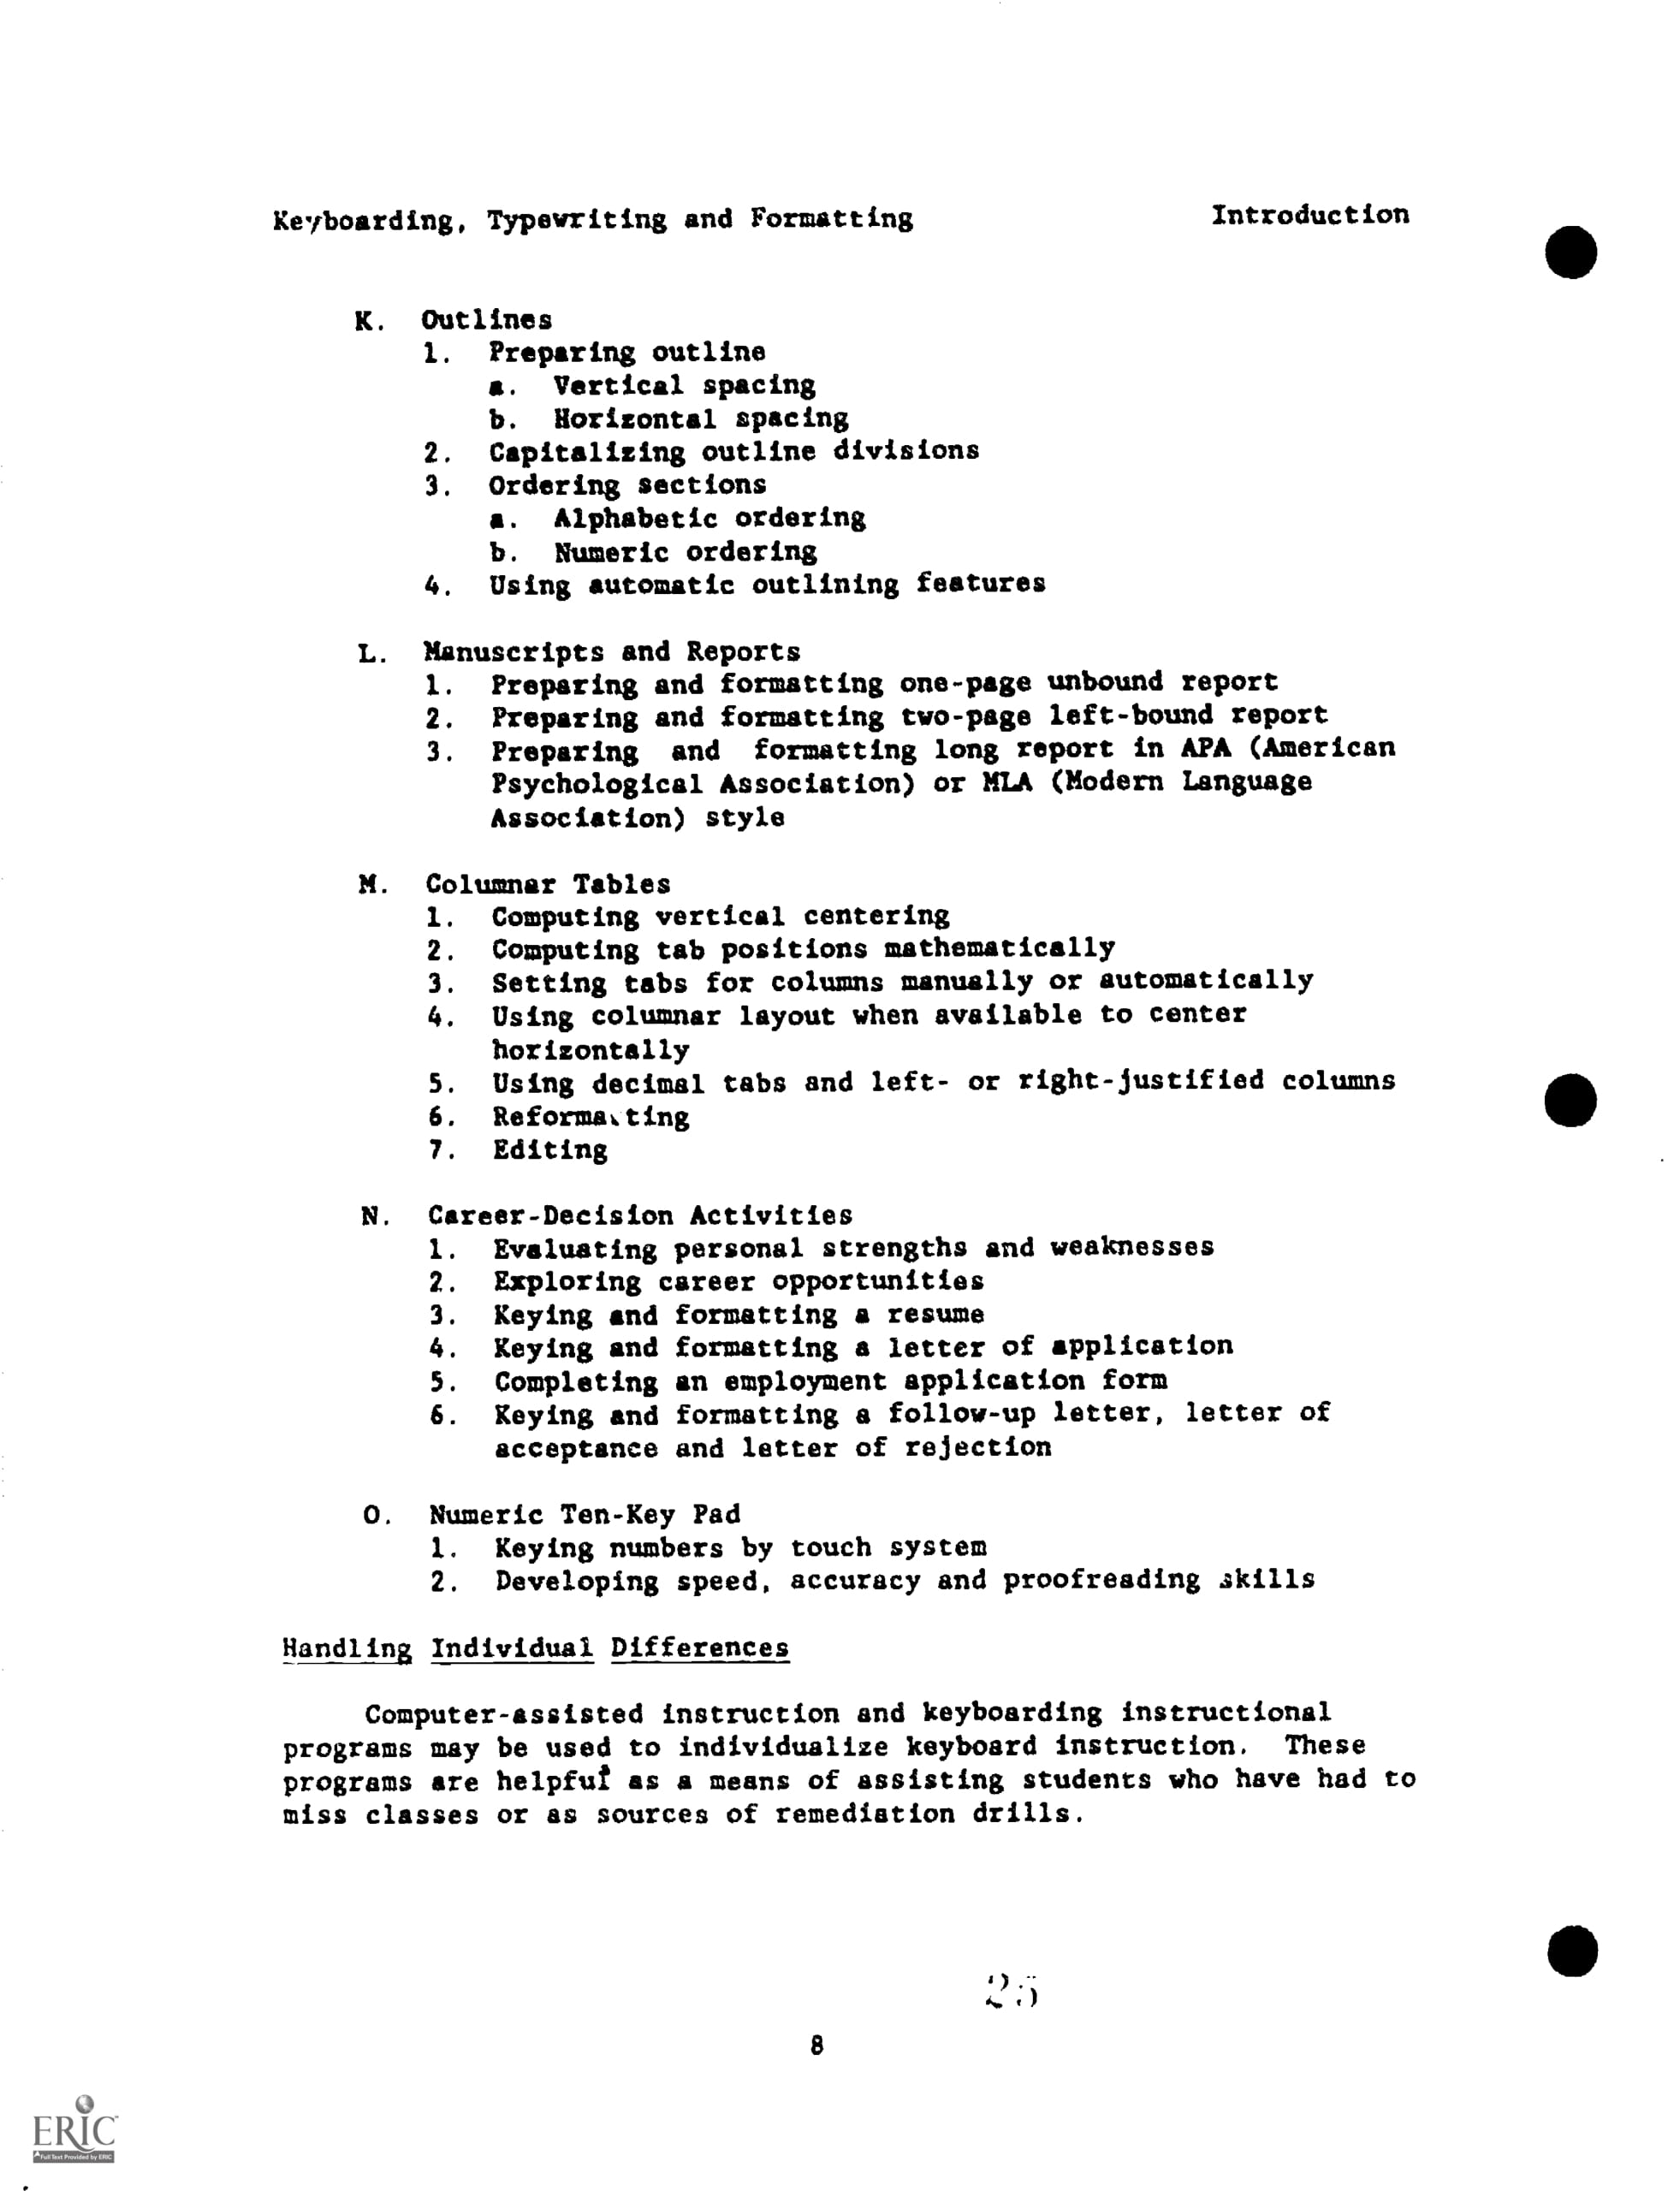 Keyboarding, Typewriting and Formatting Introduction
K. Outlines
1. Preparing outline
a. Vertical spacing
b. Horizontal spacing
2. Capitalizing outline divisions
3. Ordering sections
a. Alphabetic ordering
b. Numeric ordering
4. Using automatic outlining features
L. Manuscripts and Reports
1. Preparing and formatting one-page unbound report
2. Preparing and formatting two-page left-bound report
3. Preparing and formatting long report in APA (American
Psychological Association) or MLA (Modern Language
Association) style
M. Columnar Tables
1. Computing vertical centering
2. Computing tab positions mathematically
3. Setting tabs for columns manually or automatically
4. Using columnar layout when available to center
horizontally
5. Using decimal tabs and left- or right-justified columns
6. Reformatting
7. Editing
N. Career-Decision Activities
1. Evaluating personal strengths and weaknesses
2. Exploring career opportunities
3. Keying and formatting a resume
4. Keying and formatting a letter of application
5. Completing an employment application form
6. Keying and formatting a follow-up letter, letter of
acceptance and letter of rejection
O. Numeric Ten-Key Pad
1. Keying numbers by touch system
2. Developing speed, accuracy and proofreading skills
Handling Individual Differences
Computer-assisted instruction and keyboarding instructional
programs may be used to individualize keyboard instruction. These
programs are helpful as a means of assisting students who have had to
miss classes or as sources of remediation drills.
25
8
ERIC
Full Text Provided by ERIC